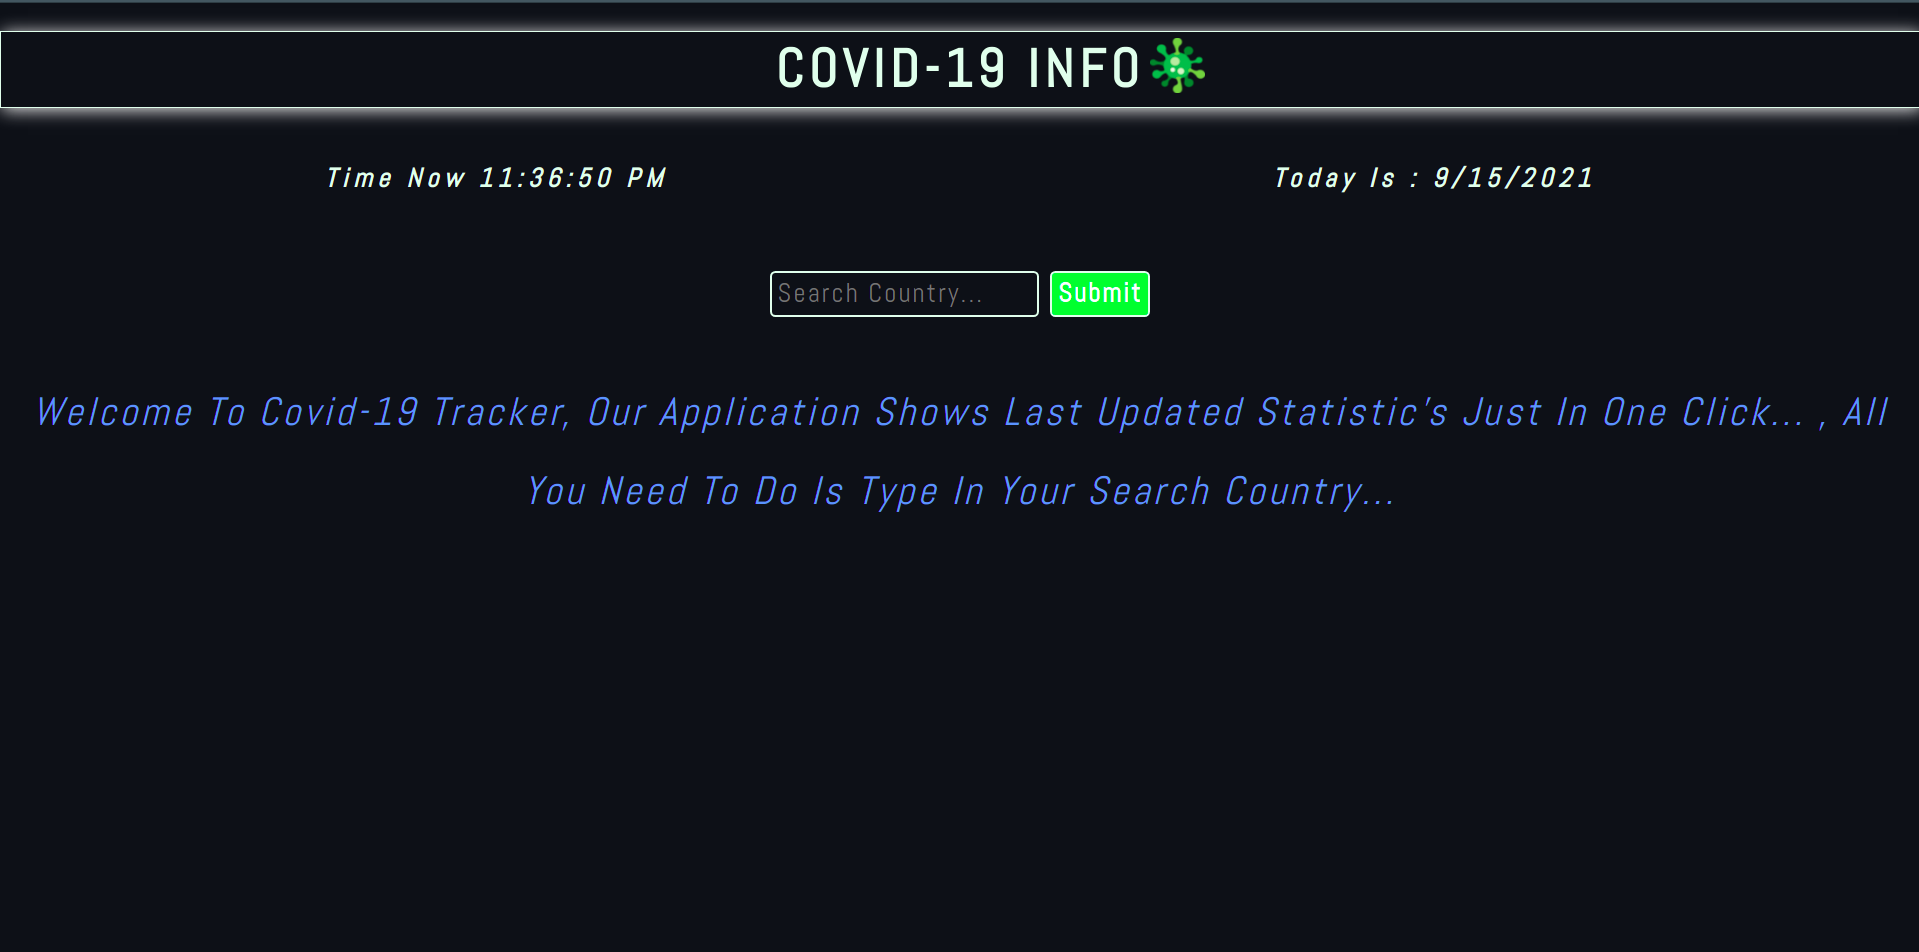 COVID-19 INFO
Time Now 11:36:50 PM
Today Is : 9/15/2021
Search Country...
Submit
Welcome To Covid-19 Tracker, Our Application Shows Last Updated Statistic's Just In One Click... , All
You Need To Do Is Type In Your Search Country...